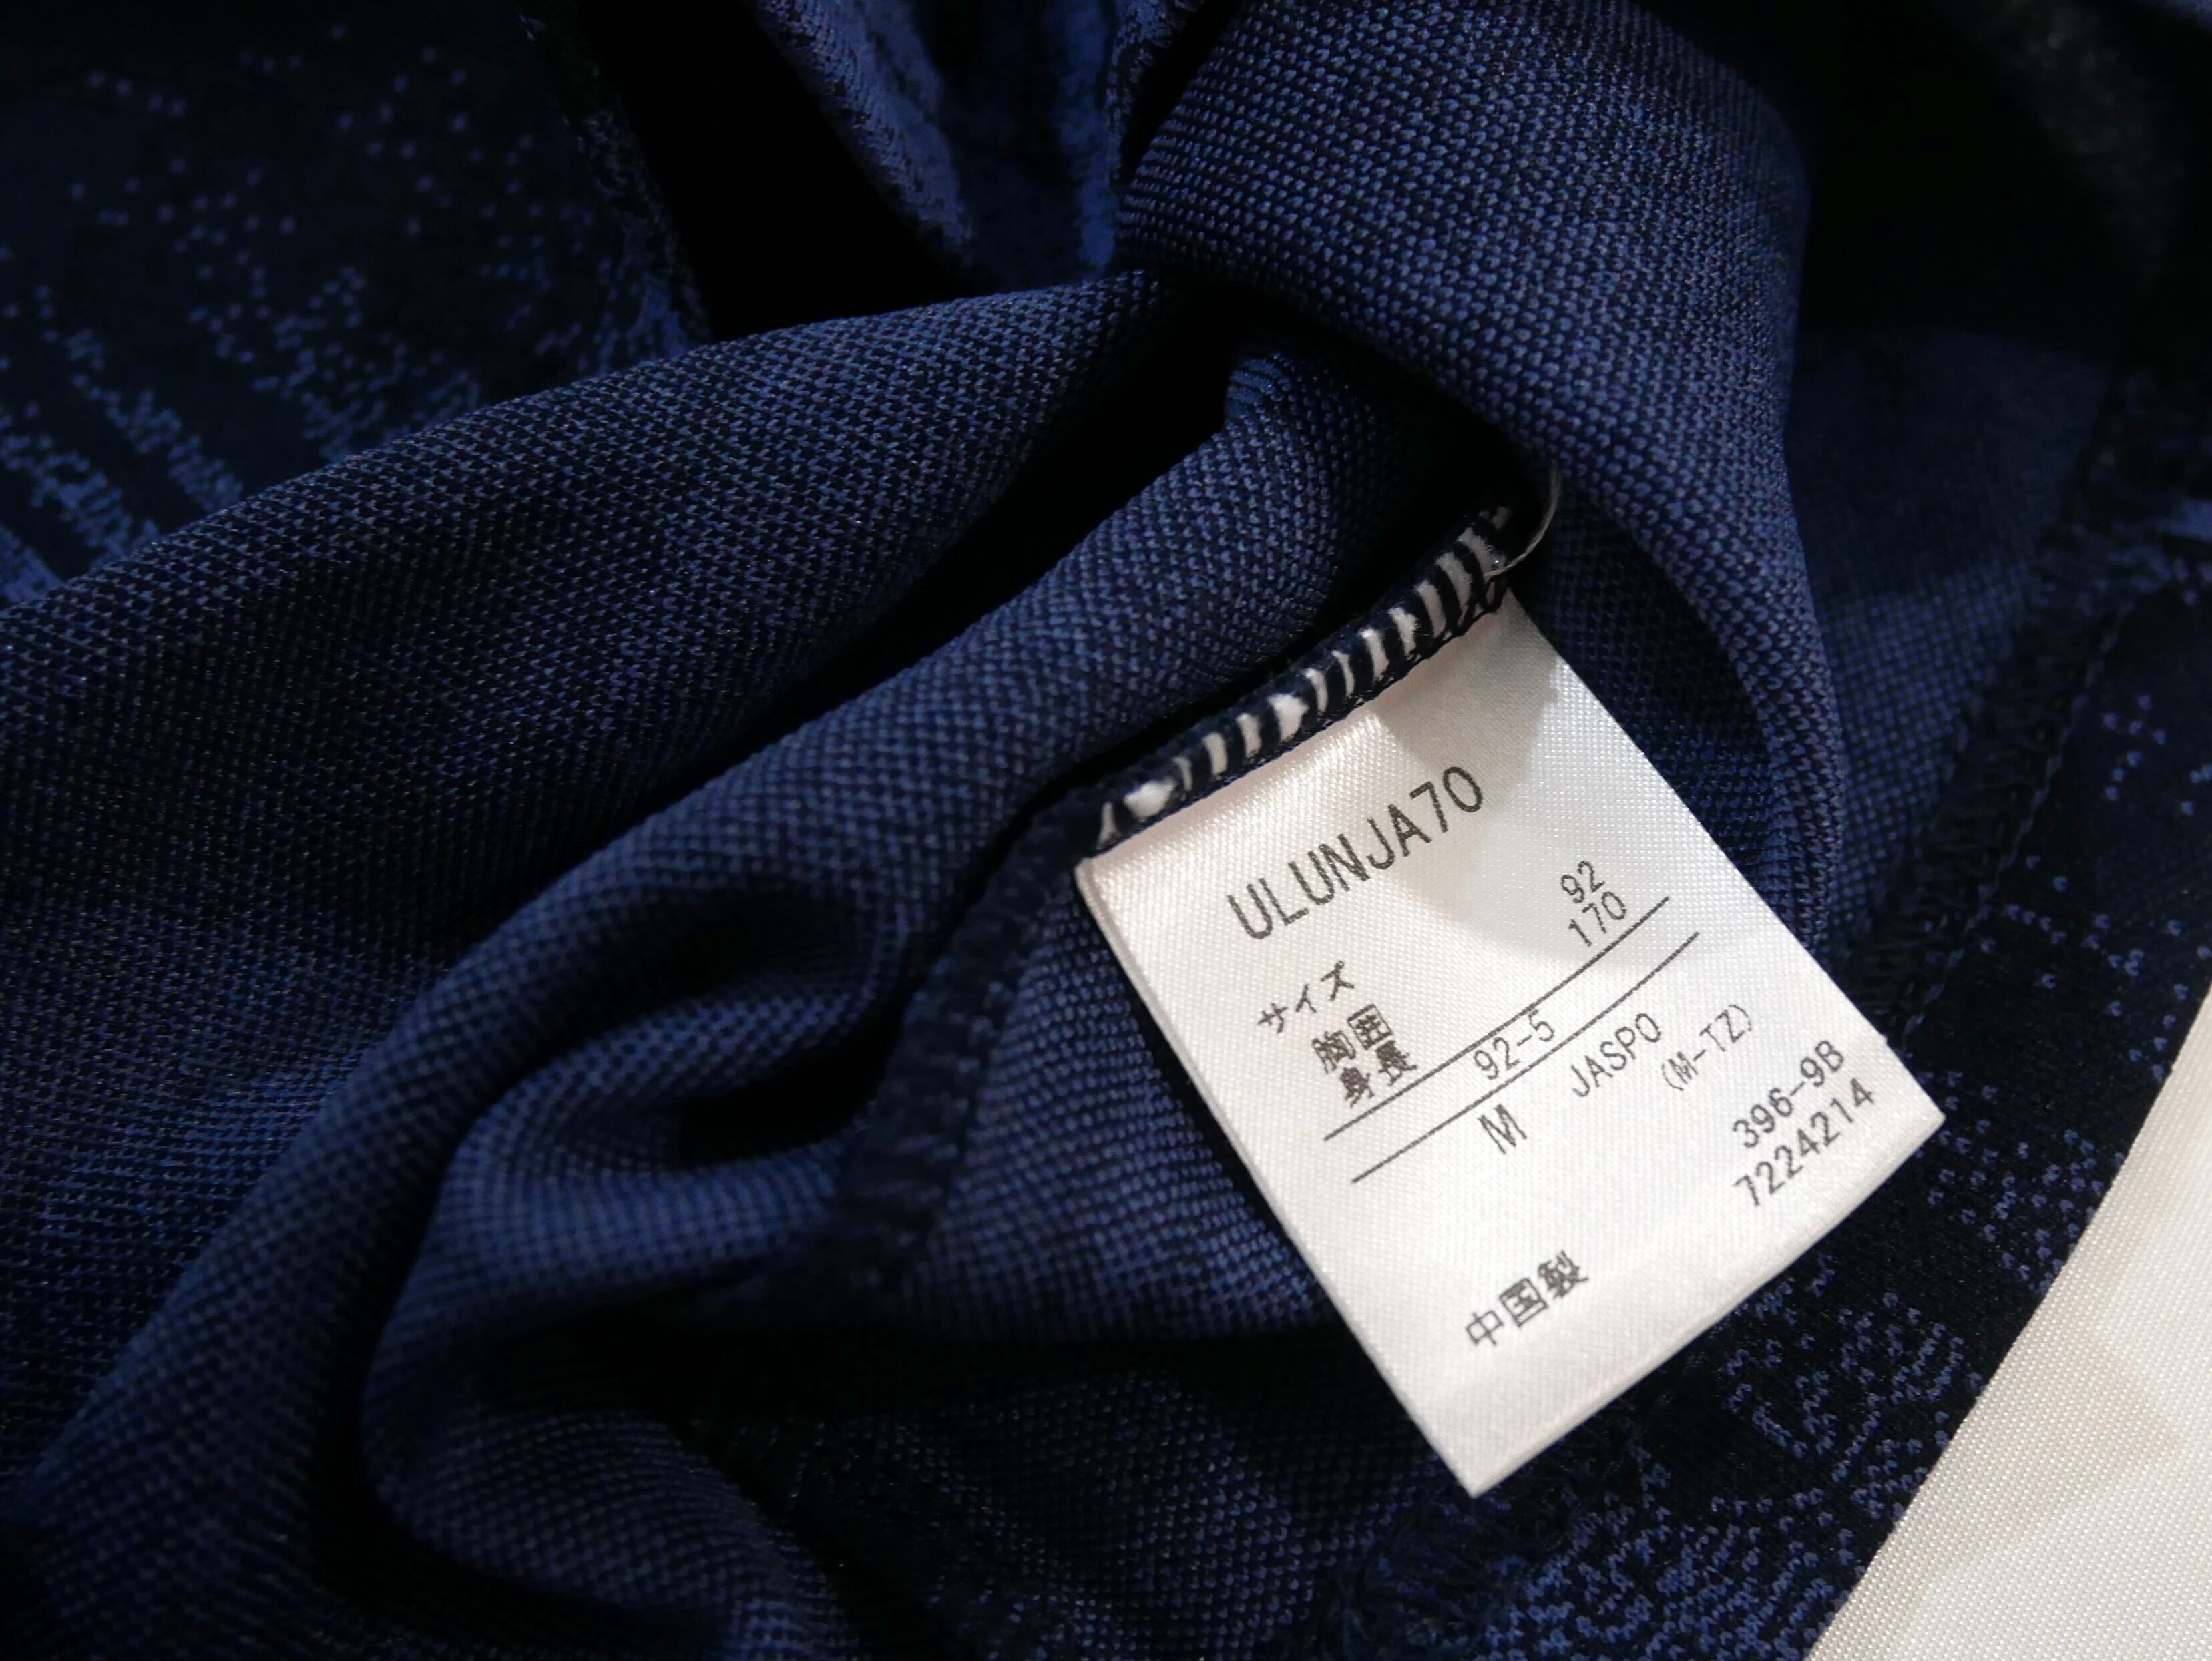 ULUNJA70
サイズ
胸囲 92
身長 170
92-5
M JASPO
(M-TZ)
396-9B
7224214
中国製